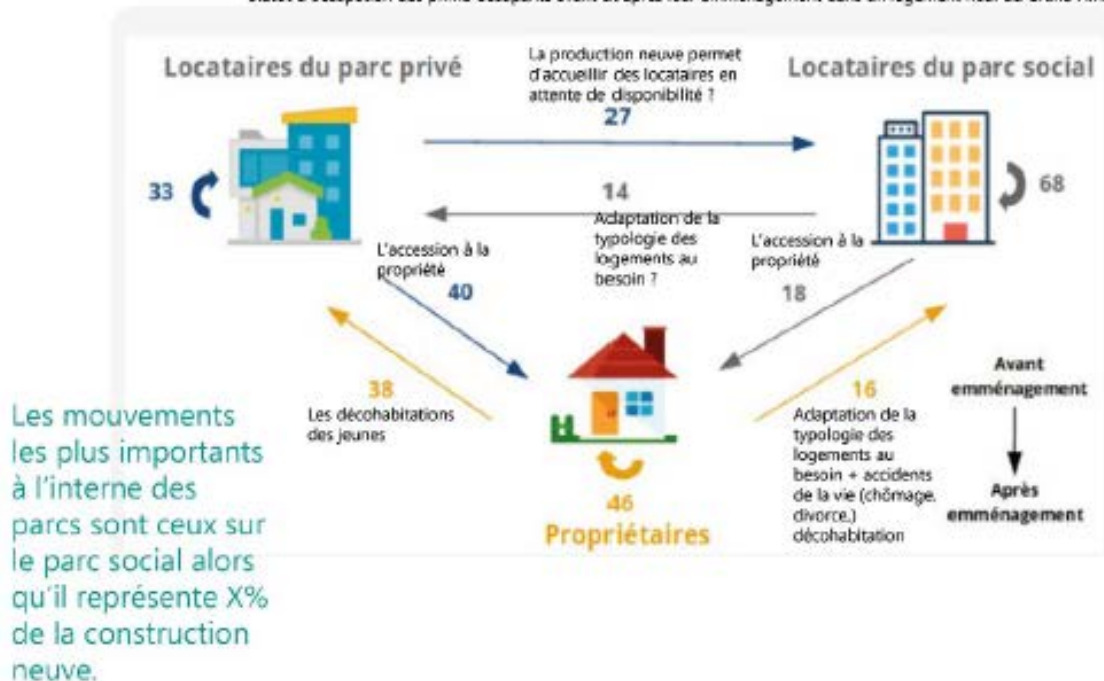 Locataires du parc privé
La production neuve permet
d'accueillir des locataires en
attente de disponibilité ?
27
Locataires du parc social
33
14
Adaptation de la
typologie des
logements au
besoin ?
68
L'accession à la
propriété
40
L'accession à la
propriété
18
38
Les décohabitations
des jeunes
16
Adaptation de la
typologie des
logements au
besoin + accidents
de la vie (chômage,
divorce,)
décohabitation
Avant
emménagement
Après
emménagement
46
Propriétaires
Les mouvements
les plus importants
à l'interne des
parcs sont ceux sur
le parc social alors
qu'il représente X%
de la construction
neuve.